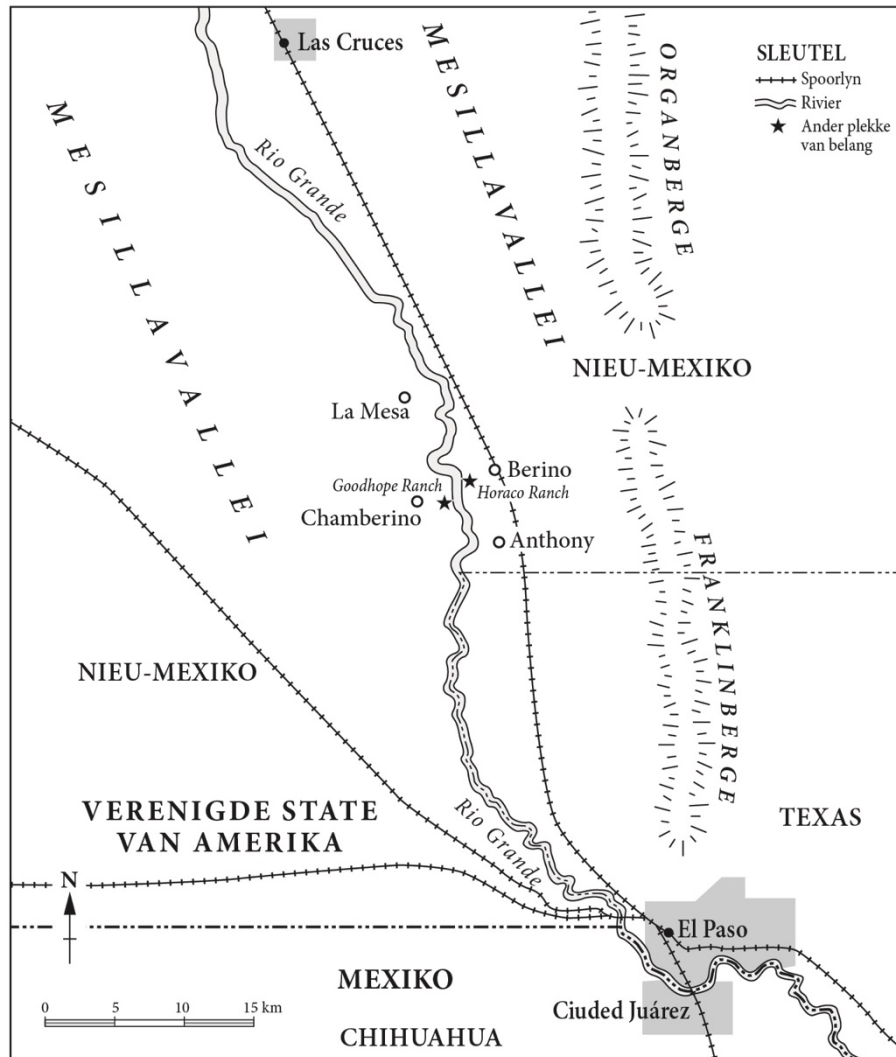 Las Cruces
MESILLAVALLEI
MESILLAVALLEI
ORGANBERGE
SLEUTEL
Spoorlyn
Rivier
Ander plekke
van belang
Rio Grande
NIEU-MEXIKO
La Mesa
Berino
Goodhope Ranch
Horaco Ranch
Chamberino
Anthony
FRANKLINBERGE
NIEU-MEXIKO
VERENIGDE STATE
VAN AMERIKA
Rio Grande
TEXAS
N
El Paso
MEXIKO
Ciuded Juárez
0 5 10 15 km
CHIHUAHUA